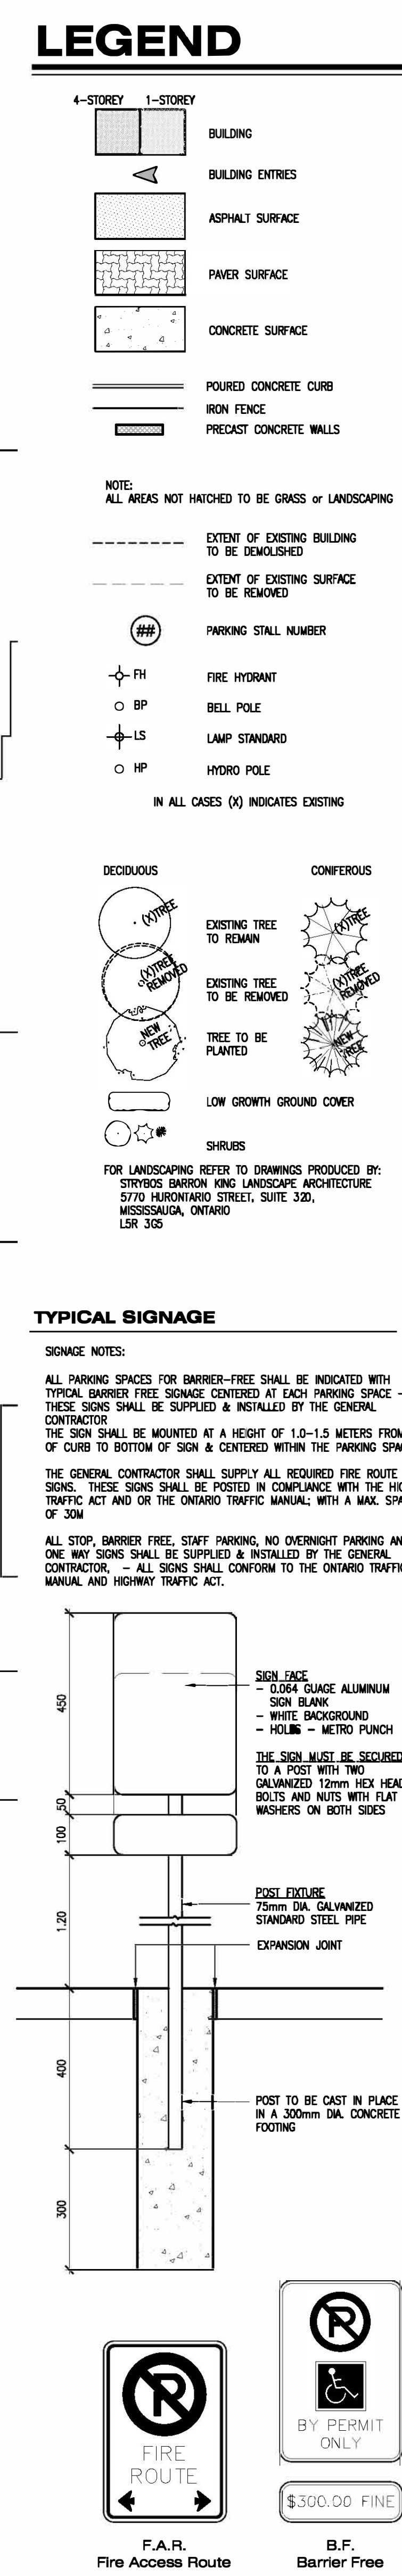 LEGEND
4-STOREY 1-STOREY
BUILDING
BUILDING ENTRIES
ASPHALT SURFACE
PAVER SURFACE
CONCRETE SURFACE
POURED CONCRETE CURB
IRON FENCE
PRECAST CONCRETE WALLS
NOTE:
ALL AREAS NOT HATCHED TO BE GRASS or LANDSCAPING
EXTENT OF EXISTING BUILDING
TO BE DEMOLISHED
EXTENT OF EXISTING SURFACE
TO BE REMOVED
## PARKING STALL NUMBER
FH FIRE HYDRANT
BP BELL POLE
LS LAMP STANDARD
HP HYDRO POLE
IN ALL CASES (X) INDICATES EXISTING
DECIDUOUS CONIFEROUS
(X)TREE
EXISTING TREE
TO REMAIN
(X)TREE
(X)TREE
REMOVED
EXISTING TREE
TO BE REMOVED
(X)TREE
REMOVED
NEW
TREE
TREE TO BE
PLANTED
NEW
TREE
LOW GROWTH GROUND COVER
SHRUBS
FOR LANDSCAPING REFER TO DRAWINGS PRODUCED BY:
STRYBOS BARRON KING LANDSCAPE ARCHITECTURE
5770 HURONTARIO STREET, SUITE 320,
MISSISSAUGA, ONTARIO
L5R 3G5
TYPICAL SIGNAGE
SIGNAGE NOTES:
ALL PARKING SPACES FOR BARRIER-FREE SHALL BE INDICATED WITH
TYPICAL BARRIER FREE SIGNAGE CENTERED AT EACH PARKING SPACE -
THESE SIGNS SHALL BE SUPPLIED & INSTALLED BY THE GENERAL
CONTRACTOR
THE SIGN SHALL BE MOUNTED AT A HEIGHT OF 1.0-1.5 METERS FROM
OF CURB TO BOTTOM OF SIGN & CENTERED WITHIN THE PARKING SPA
THE GENERAL CONTRACTOR SHALL SUPPLY ALL REQUIRED FIRE ROUTE
SIGNS. THESE SIGNS SHALL BE POSTED IN COMPLIANCE WITH THE HIG
TRAFFIC ACT AND OR THE ONTARIO TRAFFIC MANUAL; WITH A MAX. SPA
OF 30M
ALL STOP, BARRIER FREE, STAFF PARKING, NO OVERNIGHT PARKING AN
ONE WAY SIGNS SHALL BE SUPPLIED & INSTALLED BY THE GENERAL
CONTRACTOR, - ALL SIGNS SHALL CONFORM TO THE ONTARIO TRAFFI
MANUAL AND HIGHWAY TRAFFIC ACT.
450
SIGN FACE
- 0.064 GUAGE ALUMINUM
SIGN BLANK
- WHITE BACKGROUND
- HOLES - METRO PUNCH
THE SIGN MUST BE SECURED
TO A POST WITH TWO
GALVANIZED 12mm HEX HEAD
BOLTS AND NUTS WITH FLAT
WASHERS ON BOTH SIDES
50
100
1.20
POST FIXTURE
75mm DIA. GALVANIZED
STANDARD STEEL PIPE
EXPANSION JOINT
400
POST TO BE CAST IN PLACE
IN A 300mm DIA. CONCRETE
FOOTING
300
P
FIRE
ROUTE
P
BY PERMIT
ONLY
$300.00 FINE
F.A.R.
Fire Access Route
B.F.
Barrier Free